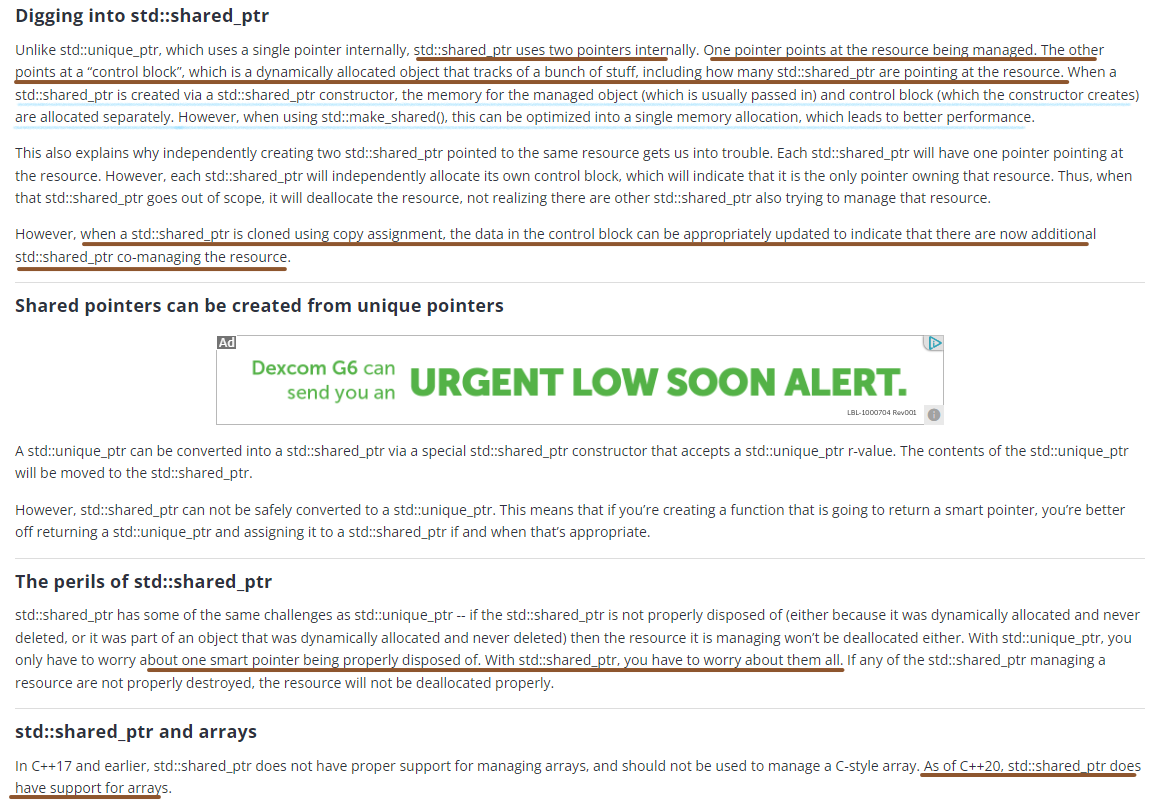 Digging into std::shared_ptr
Unlike std::unique_ptr, which uses a single pointer internally, std::shared_ptr uses two pointers internally. One pointer points at the resource being managed. The other
points at a “control block”, which is a dynamically allocated object that tracks of a bunch of stuff, including how many std::shared_ptr are pointing at the resource. When a
std::shared_ptr is created via a std::shared_ptr constructor, the memory for the managed object (which is usually passed in) and control block (which the constructor creates)
are allocated separately. However, when using std::make_shared(), this can be optimized into a single memory allocation, which leads to better performance.
This also explains why independently creating two std::shared_ptr pointed to the same resource gets us into trouble. Each std::shared_ptr will have one pointer pointing at
the resource. However, each std::shared_ptr will independently allocate its own control block, which will indicate that it is the only pointer owning that resource. Thus, when
that std::shared_ptr goes out of scope, it will deallocate the resource, not realizing there are other std::shared_ptr also trying to manage that resource.
However, when a std::shared_ptr is cloned using copy assignment, the data in the control block can be appropriately updated to indicate that there are now additional
std::shared_ptr co-managing the resource.
Shared pointers can be created from unique pointers
Ad
Dexcom G6 can
send you an
URGENT LOW SOON ALERT.
LBL-1000704 Rev001
A std::unique_ptr can be converted into a std::shared_ptr via a special std::shared_ptr constructor that accepts a std::unique_ptr r-value. The contents of the std::unique_ptr
will be moved to the std::shared_ptr.
However, std::shared_ptr can not be safely converted to a std::unique_ptr. This means that if you’re creating a function that is going to return a smart pointer, you’re better
off returning a std::unique_ptr and assigning it to a std::shared_ptr if and when that’s appropriate.
The perils of std::shared_ptr
std::shared_ptr has some of the same challenges as std::unique_ptr -- if the std::shared_ptr is not properly disposed of (either because it was dynamically allocated and never
deleted, or it was part of an object that was dynamically allocated and never deleted) then the resource it is managing won’t be deallocated either. With std::unique_ptr, you
only have to worry about one smart pointer being properly disposed of. With std::shared_ptr, you have to worry about them all. If any of the std::shared_ptr managing a
resource are not properly destroyed, the resource will not be deallocated properly.
std::shared_ptr and arrays
In C++17 and earlier, std::shared_ptr does not have proper support for managing arrays, and should not be used to manage a C-style array. As of C++20, std::shared_ptr does
have support for arrays.